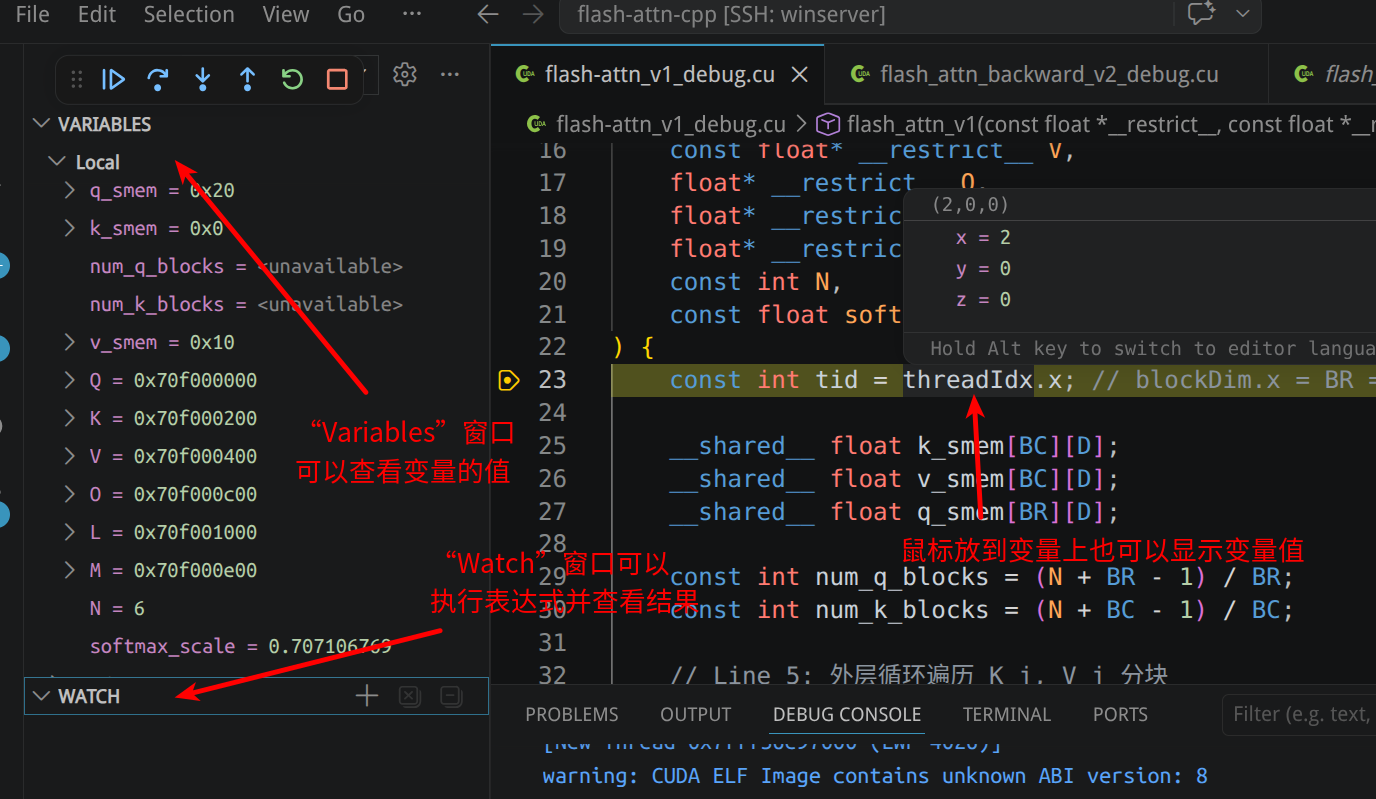 File Edit Selection View Go ··· flash-attn-cpp [SSH: winserver]
flash-attn_v1_debug.cu
flash_attn_backward_v2_debug.cu
flash_
flash-attn_v1_debug.cu > flash_attn_v1(const float *__restrict__, const float *__r
VARIABLES
Local
q_smem = 0x20
k_smem = 0x0
num_q_blocks = <unavailable>
num_k_blocks = <unavailable>
v_smem = 0x10
Q = 0x70f000000
K = 0x70f000200
V = 0x70f000400
O = 0x70f000c00
L = 0x70f001000
M = 0x70f000e00
N = 6
softmax_scale = 0.707106769
WATCH
“Variables”窗口
可以查看变量的值
“Watch”窗口可以
执行表达式并查看结果
16 const float* __restrict__ V,
17 float* __restrict__ O,
18 float* __restric
19 float* __restric
20 const int N,
21 const float soft
22 ) {
23 const int tid = threadIdx.x; // blockDim.x = BR =
24
25 __shared__ float k_smem[BC][D];
26 __shared__ float v_smem[BC][D];
27 __shared__ float q_smem[BR][D];
28
29 const int num_q_blocks = (N + BR - 1) / BR;
30 const int num_k_blocks = (N + BC - 1) / BC;
31
32 // Line 5: 外层循环遍历 K_j, V_j 分块
(2,0,0)
x = 2
y = 0
z = 0
Hold Alt key to switch to editor langua
鼠标放到变量上也可以显示变量值
PROBLEMS OUTPUT DEBUG CONSOLE TERMINAL PORTS Filter (e.g. text,
warning: CUDA ELF Image contains unknown ABI version: 8